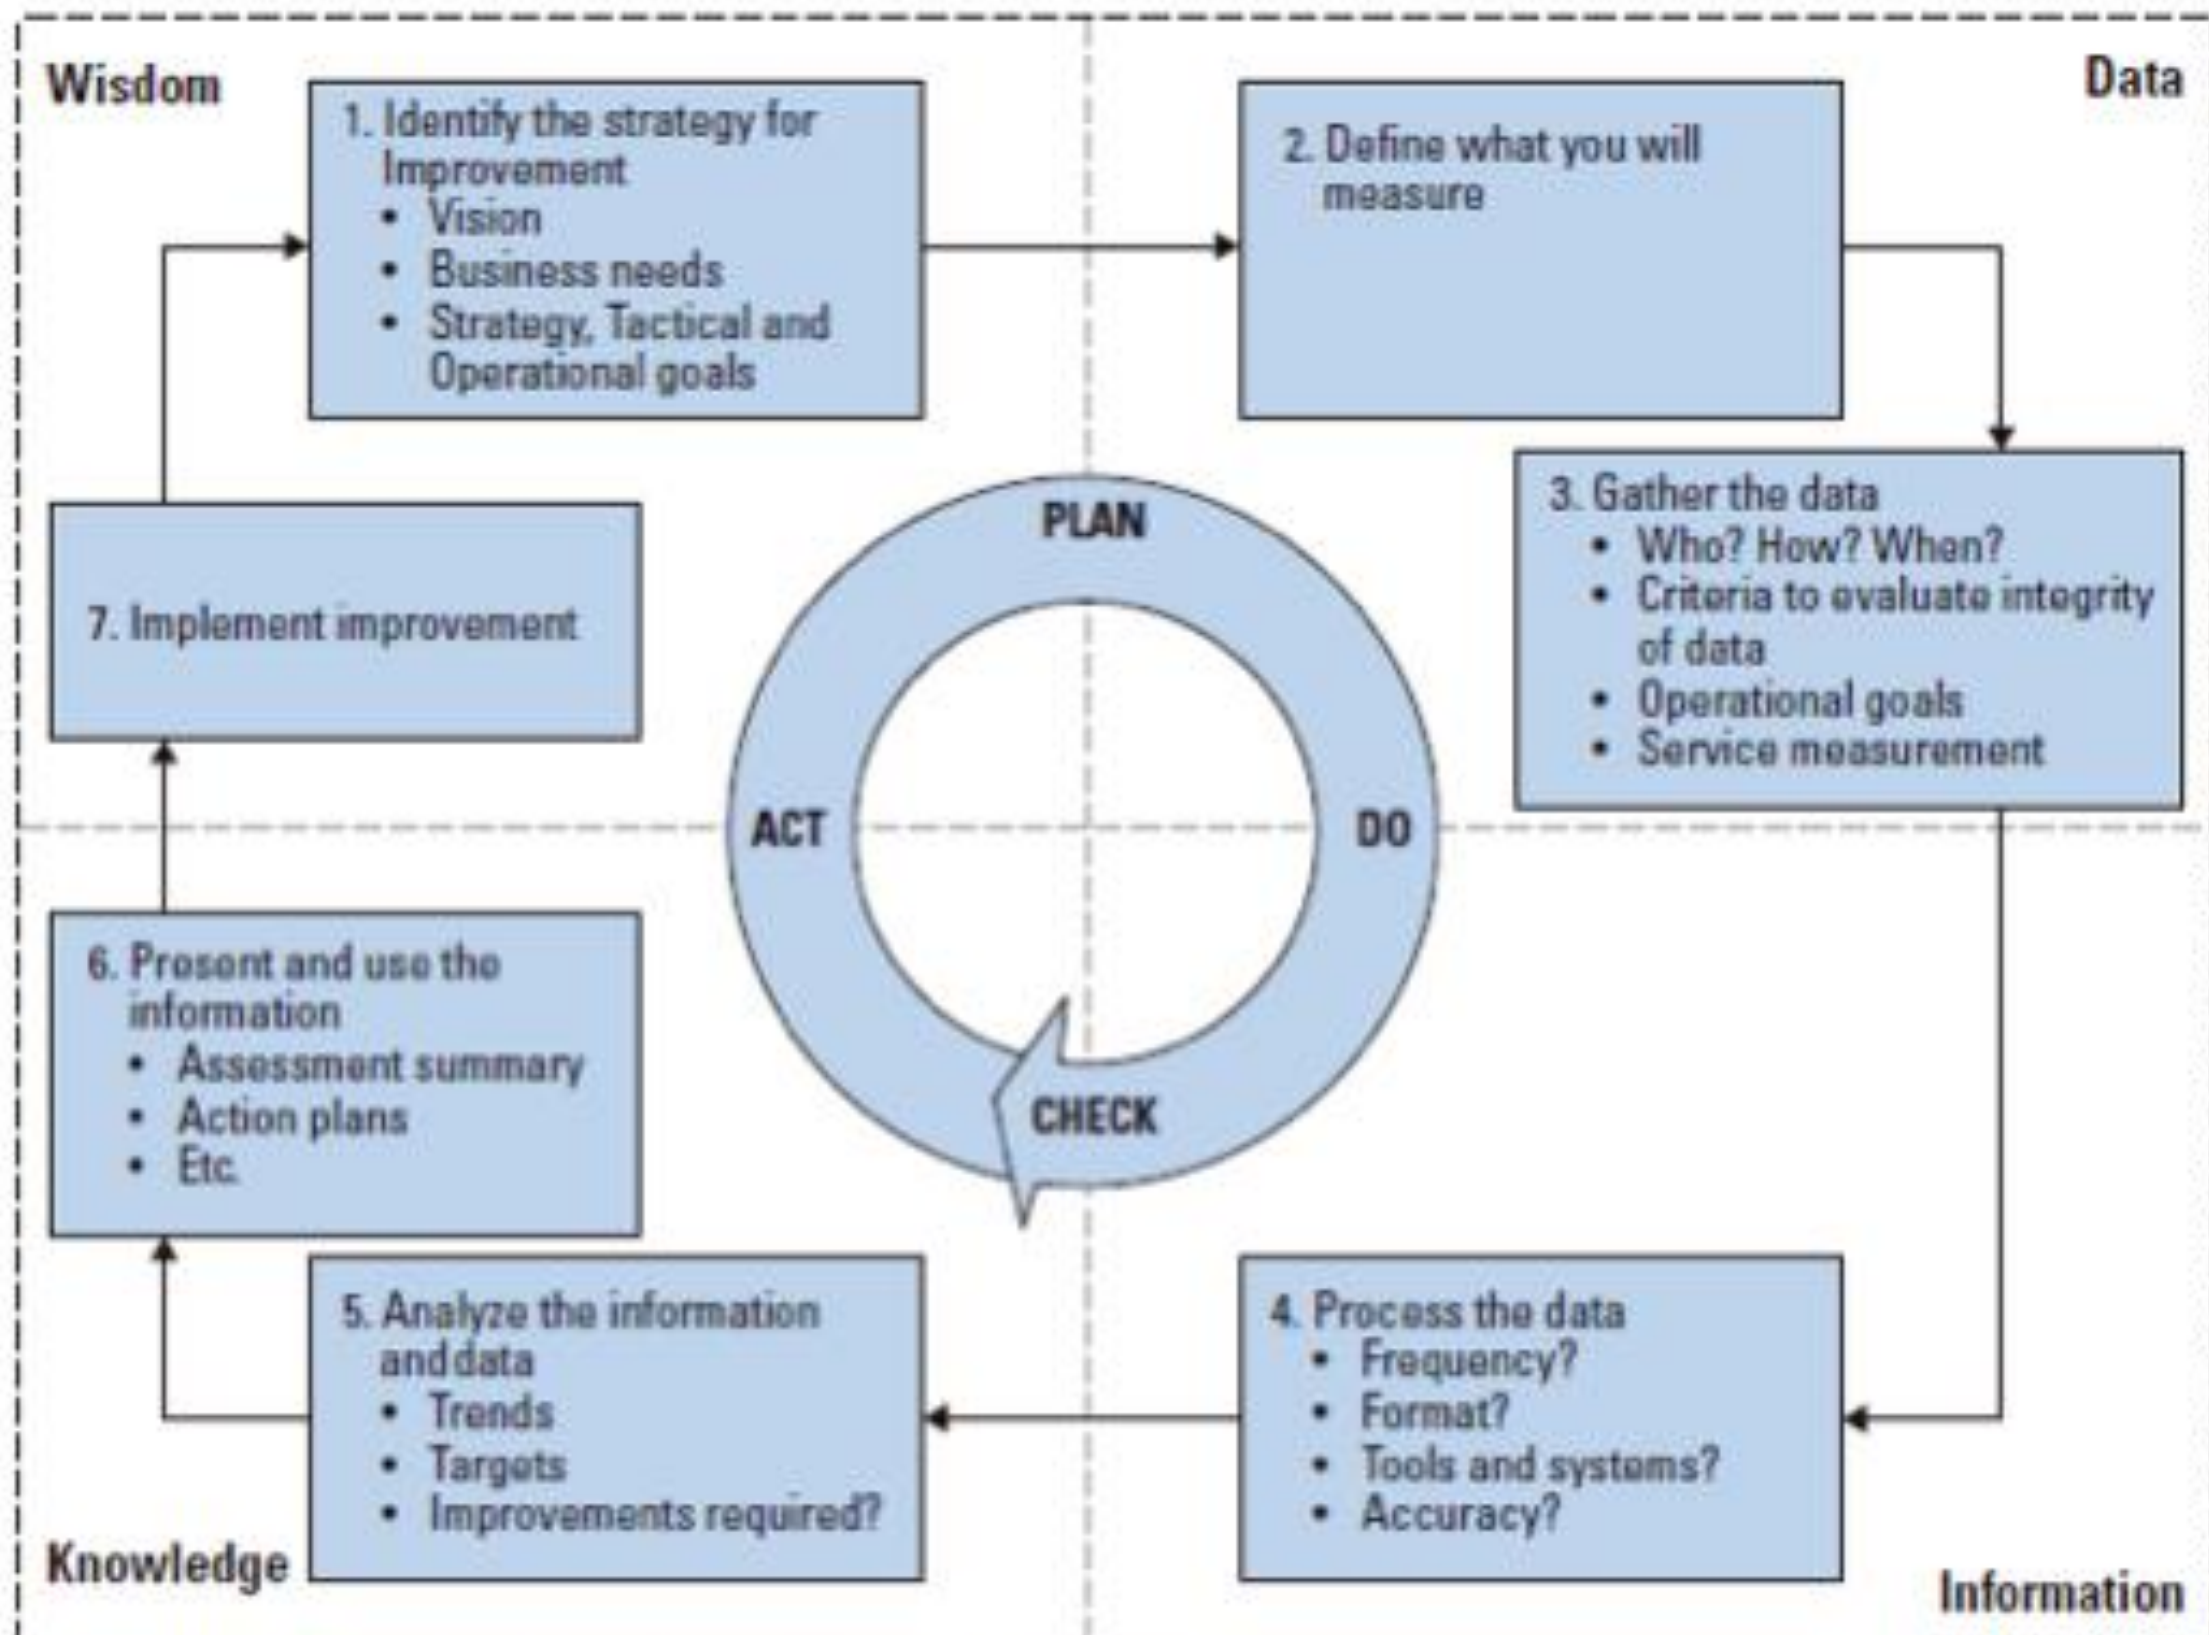 Wisdom
Data
1. Identify the strategy for
Improvement
• Vision
• Business needs
• Strategy, Tactical and
Operational goals
2. Define what you will
measure
3. Gather the data
• Who? How? When?
• Criteria to evaluate integrity
of data
• Operational goals
• Service measurement
4. Process the data
• Frequency?
• Format?
• Tools and systems?
• Accuracy?
5. Analyze the information
and data
• Trends
• Targets
• Improvements required?
6. Present and use the
information
• Assessment summary
• Action plans
• Etc.
7. Implement improvement
PLAN
DO
CHECK
ACT
Knowledge
Information